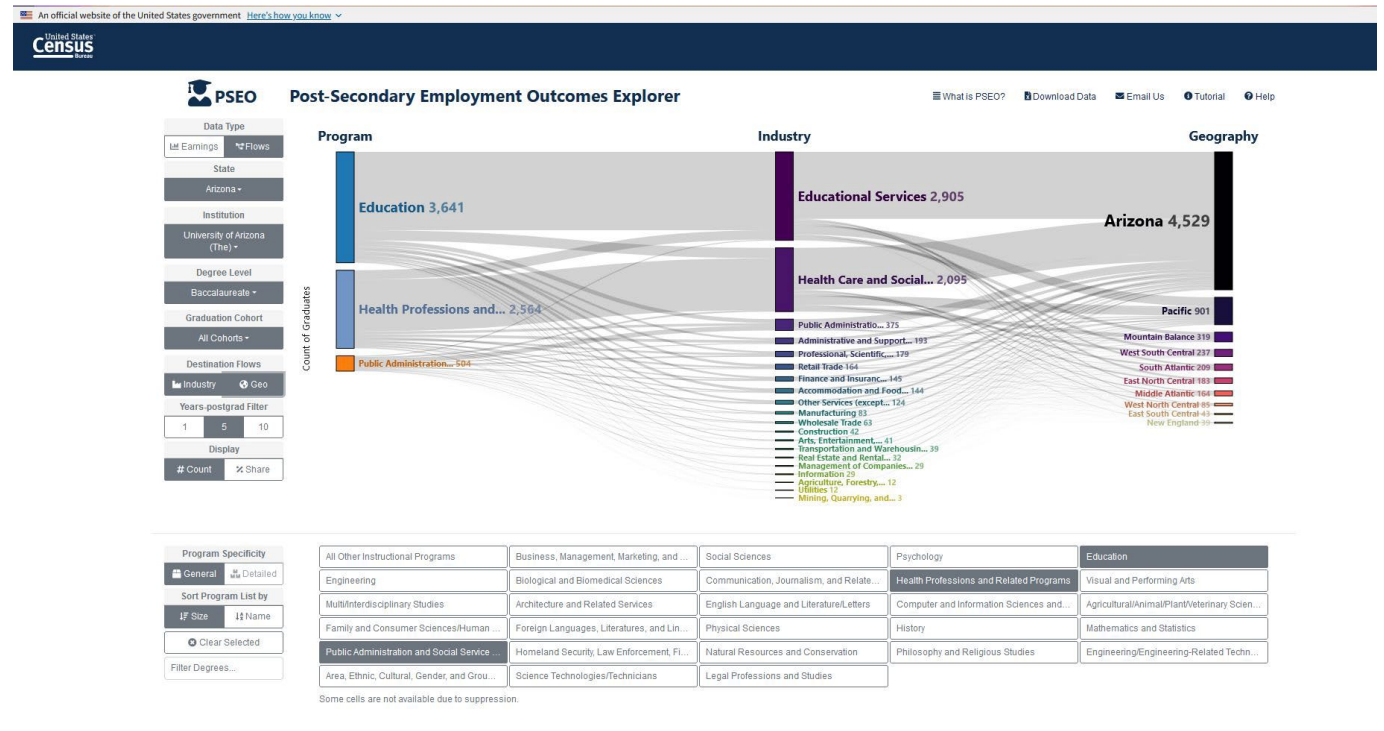 An official website of the United States government Here's how you know
United States®
Census
Bureau
PSEO
Post-Secondary Employment Outcomes Explorer
What is PSEO? Download Data Email Us Tutorial Help
Data Type
Earnings Flows
State
Arizona
Institution
University of Arizona
(The)
Degree Level
Baccalaureate
Graduation Cohort
All Cohorts
Destination Flows
Industry Geo
Years-postgrad Filter
1 5 10
Display
# Count Share
Program
Industry
Geography
Count of Graduates
Education 3,641
Health Professions and... 2,564
Public Administration... 504
Educational Services 2,905
Health Care and Social... 2,095
Public Administratio... 375
Administrative and Support... 193
Professional, Scientific,... 179
Retail Trade 164
Finance and Insuranc... 145
Accommodation and Food... 144
Other Services (except... 124
Manufacturing 83
Wholesale Trade 63
Construction 42
Arts, Entertainment,... 41
Transportation and Warehousin... 39
Real Estate and Rental... 32
Management of Companies... 29
Information 29
Agriculture, Forestry,... 12
Utilities 12
Mining, Quarrying, and... 3
Arizona 4,529
Pacific 901
Mountain Balance 319
West South Central 237
South Atlantic 209
East North Central 183
Middle Atlantic 164
West North Central 85
East South Central 43
New England 39
Program Specificity
General Detailed
Sort Program List by
Size Name
Clear Selected
Filter Degrees...
All Other Instructional Programs
Business, Management, Marketing, and ...
Social Sciences
Psychology
Education
Engineering
Biological and Biomedical Sciences
Communication, Journalism, and Relate...
Health Professions and Related Programs
Visual and Performing Arts
Multi/Interdisciplinary Studies
Architecture and Related Services
English Language and Literature/Letters
Computer and Information Sciences and...
Agricultural/Animal/Plant/Veterinary Scien...
Family and Consumer Sciences/Human ...
Foreign Languages, Literatures, and Lin...
Physical Sciences
History
Mathematics and Statistics
Public Administration and Social Service ...
Homeland Security, Law Enforcement, Fi...
Natural Resources and Conservation
Philosophy and Religious Studies
Engineering/Engineering-Related Techn...
Area, Ethnic, Cultural, Gender, and Grou...
Science Technologies/Technicians
Legal Professions and Studies
Some cells are not available due to suppression.